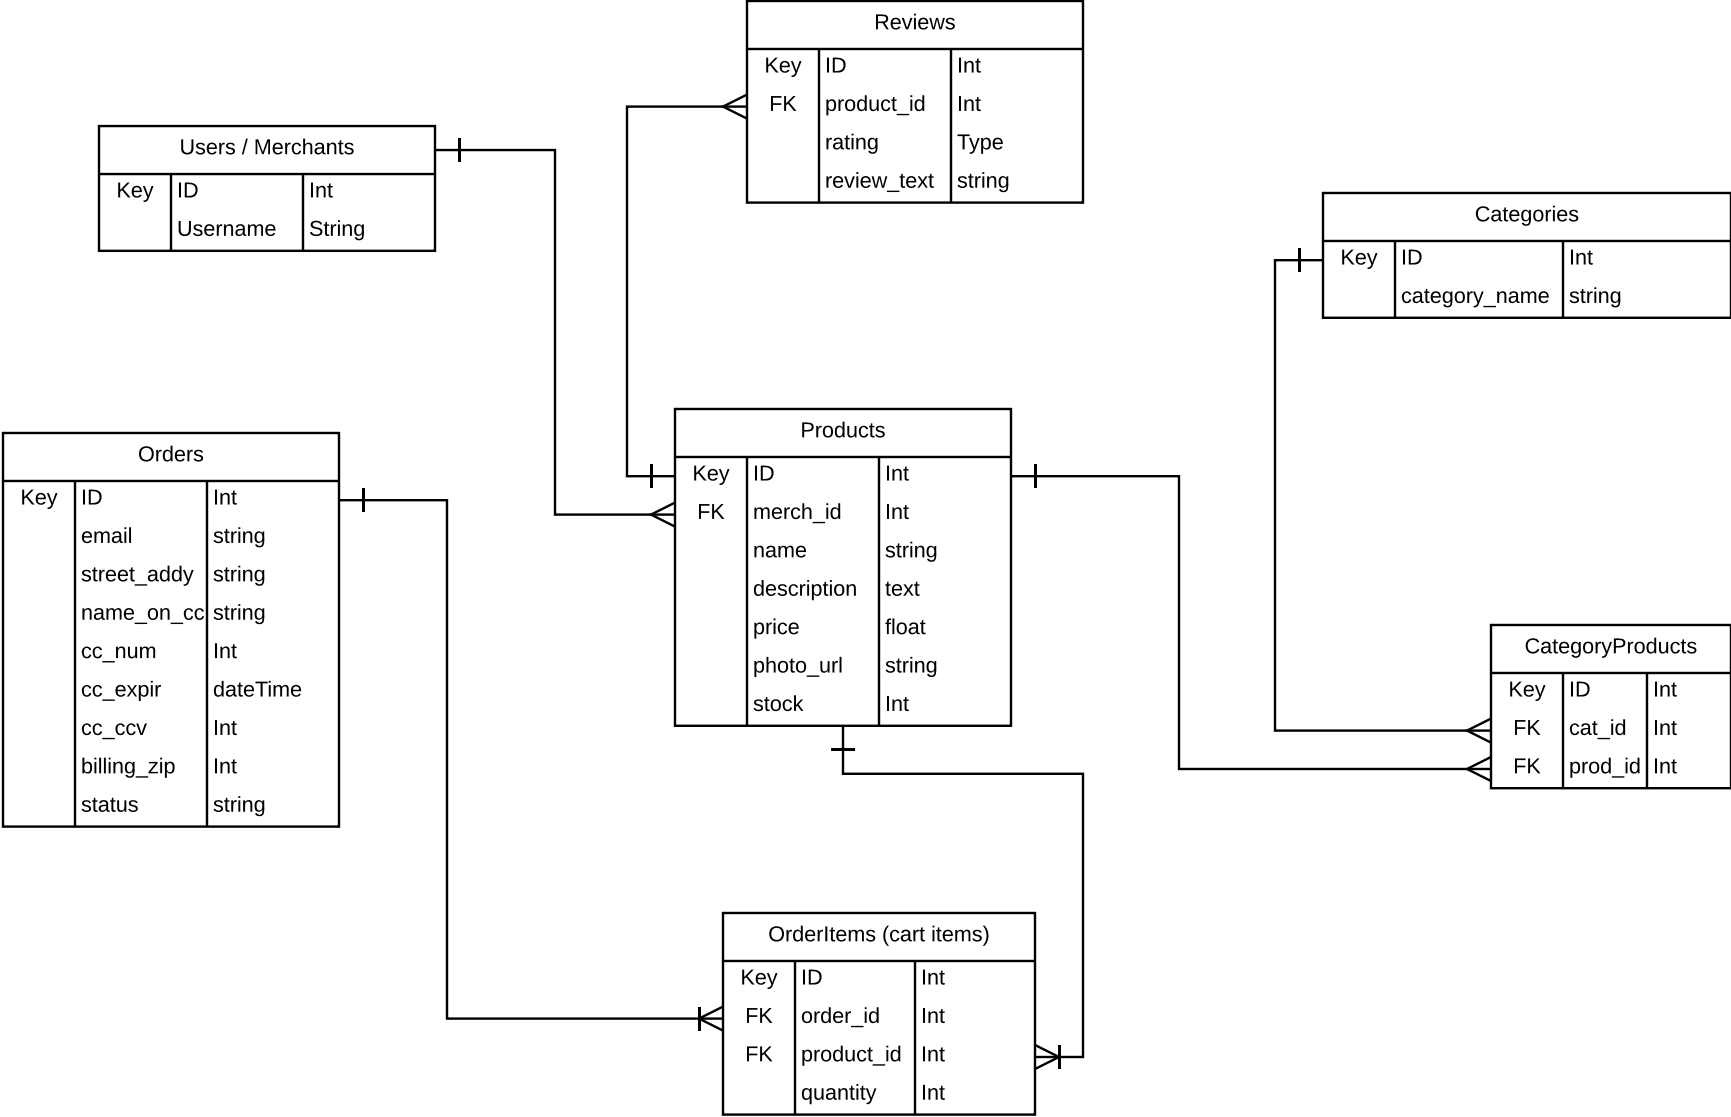 Reviews
Key ID Int
FK product_id Int
rating Type
review_text string
Users / Merchants
Key ID Int
Username String
Categories
Key ID Int
category_name string
Products
Key ID Int
FK merch_id Int
name string
description text
price float
photo_url string
stock Int
Orders
Key ID Int
email string
street_addy string
name_on_cc string
cc_num Int
cc_expir dateTime
cc_ccv Int
billing_zip Int
status string
CategoryProducts
Key ID Int
FK cat_id Int
FK prod_id Int
OrderItems (cart items)
Key ID Int
FK order_id Int
FK product_id Int
quantity Int